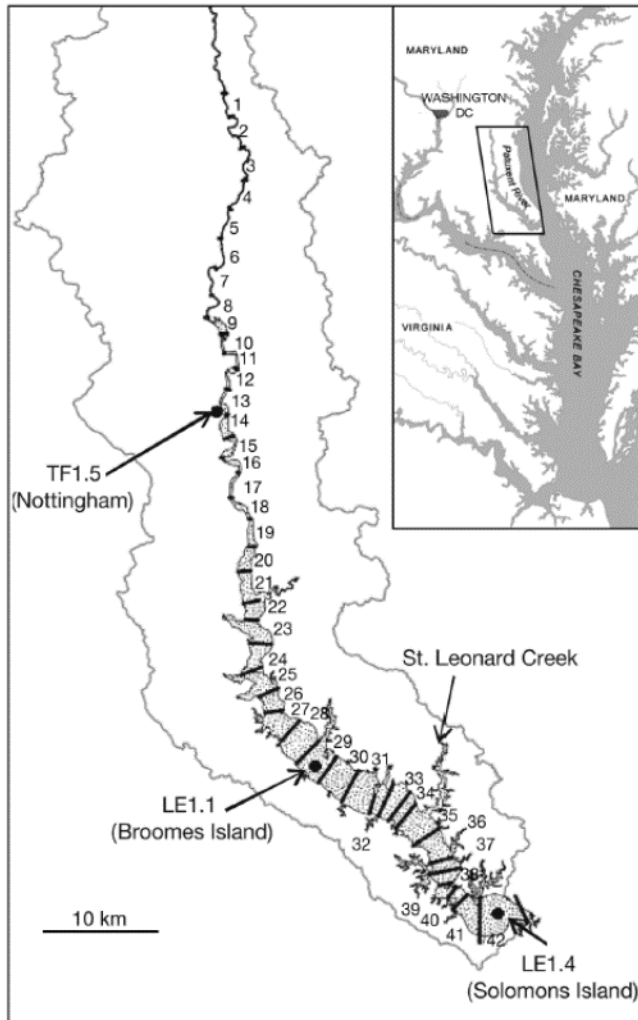 MARYLAND
WASHINGTON
DC
Patuxent River
MARYLAND
CHESAPEAKE BAY
VIRGINIA
1
2
3
4
5
6
7
8
9
10
11
12
13
14
15
16
17
18
19
20
21
22
23
24
25
26
27
28
29
30
31
32
33
34
35
36
37
38
39
40
41
42
TF1.5
(Nottingham)
St. Leonard Creek
LE1.1
(Broomes Island)
10 km
LE1.4
(Solomons Island)